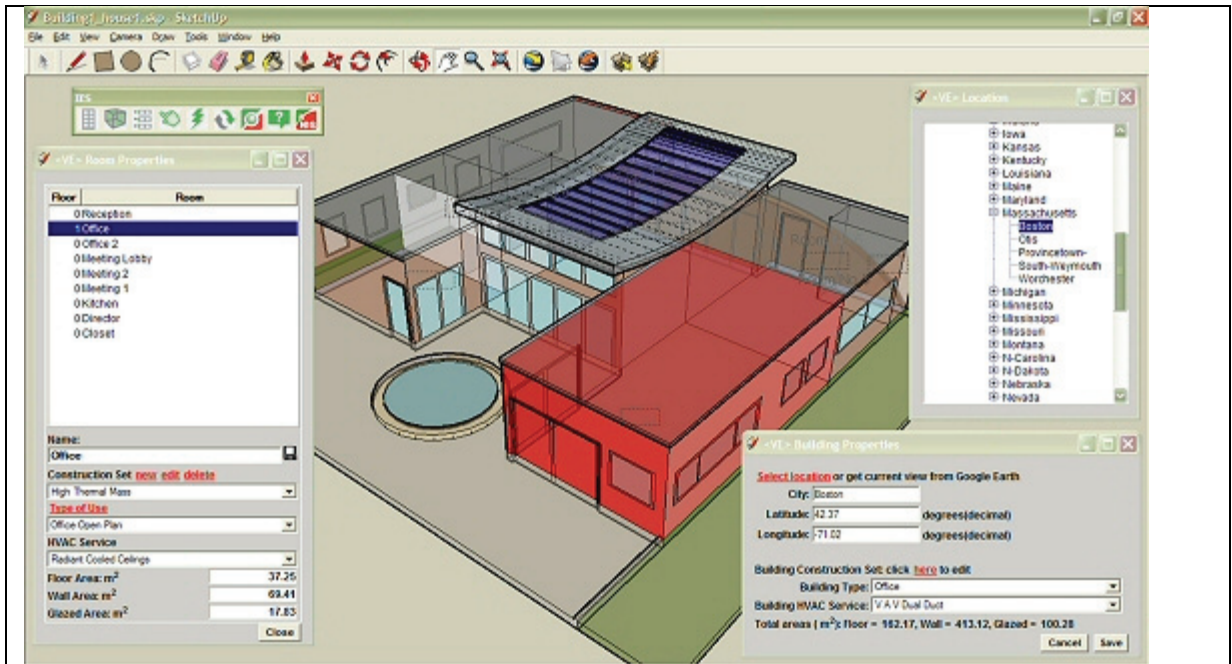 Building1_house1.skp - SketchUp
File Edit View Camera Draw Tools Window Help
IES
<VE> Room Properties
Floor Room
0 Reception
1 Office
0 Office 2
0 Meeting Lobby
0 Meeting 2
0 Meeting 1
0 Kitchen
0 Director
0 Closet
Name:
Office
Construction Set new edit delete
High Thermal Mass
Type of Use
Office Open Plan
HVAC Service
Radiant Cooled Ceilings
Floor Area: m² 37.25
Wall Area: m² 69.41
Glazed Area: m² 17.83
Close
<VE> Location
Iowa
Kansas
Kentucky
Louisiana
Maine
Maryland
Massachusetts
Boston
Otis
Provincetown-
South-Weymouth
Worchester
Michigan
Minnesota
Mississippi
Missouri
Montana
N-Carolina
N-Dakota
Nebraska
Nevada
<VE> Building Properties
Select location or get current view from Google Earth
City: Boston
Latitude: 42.37 degrees(decimal)
Longitude: -71.02 degrees(decimal)
Building Construction Set: click here to edit
Building Type: Office
Building HVAC Service: V A V Dual Duct
Total areas ( m²): Floor = 162.17, Wall = 413.12, Glazed = 100.28
Cancel Save